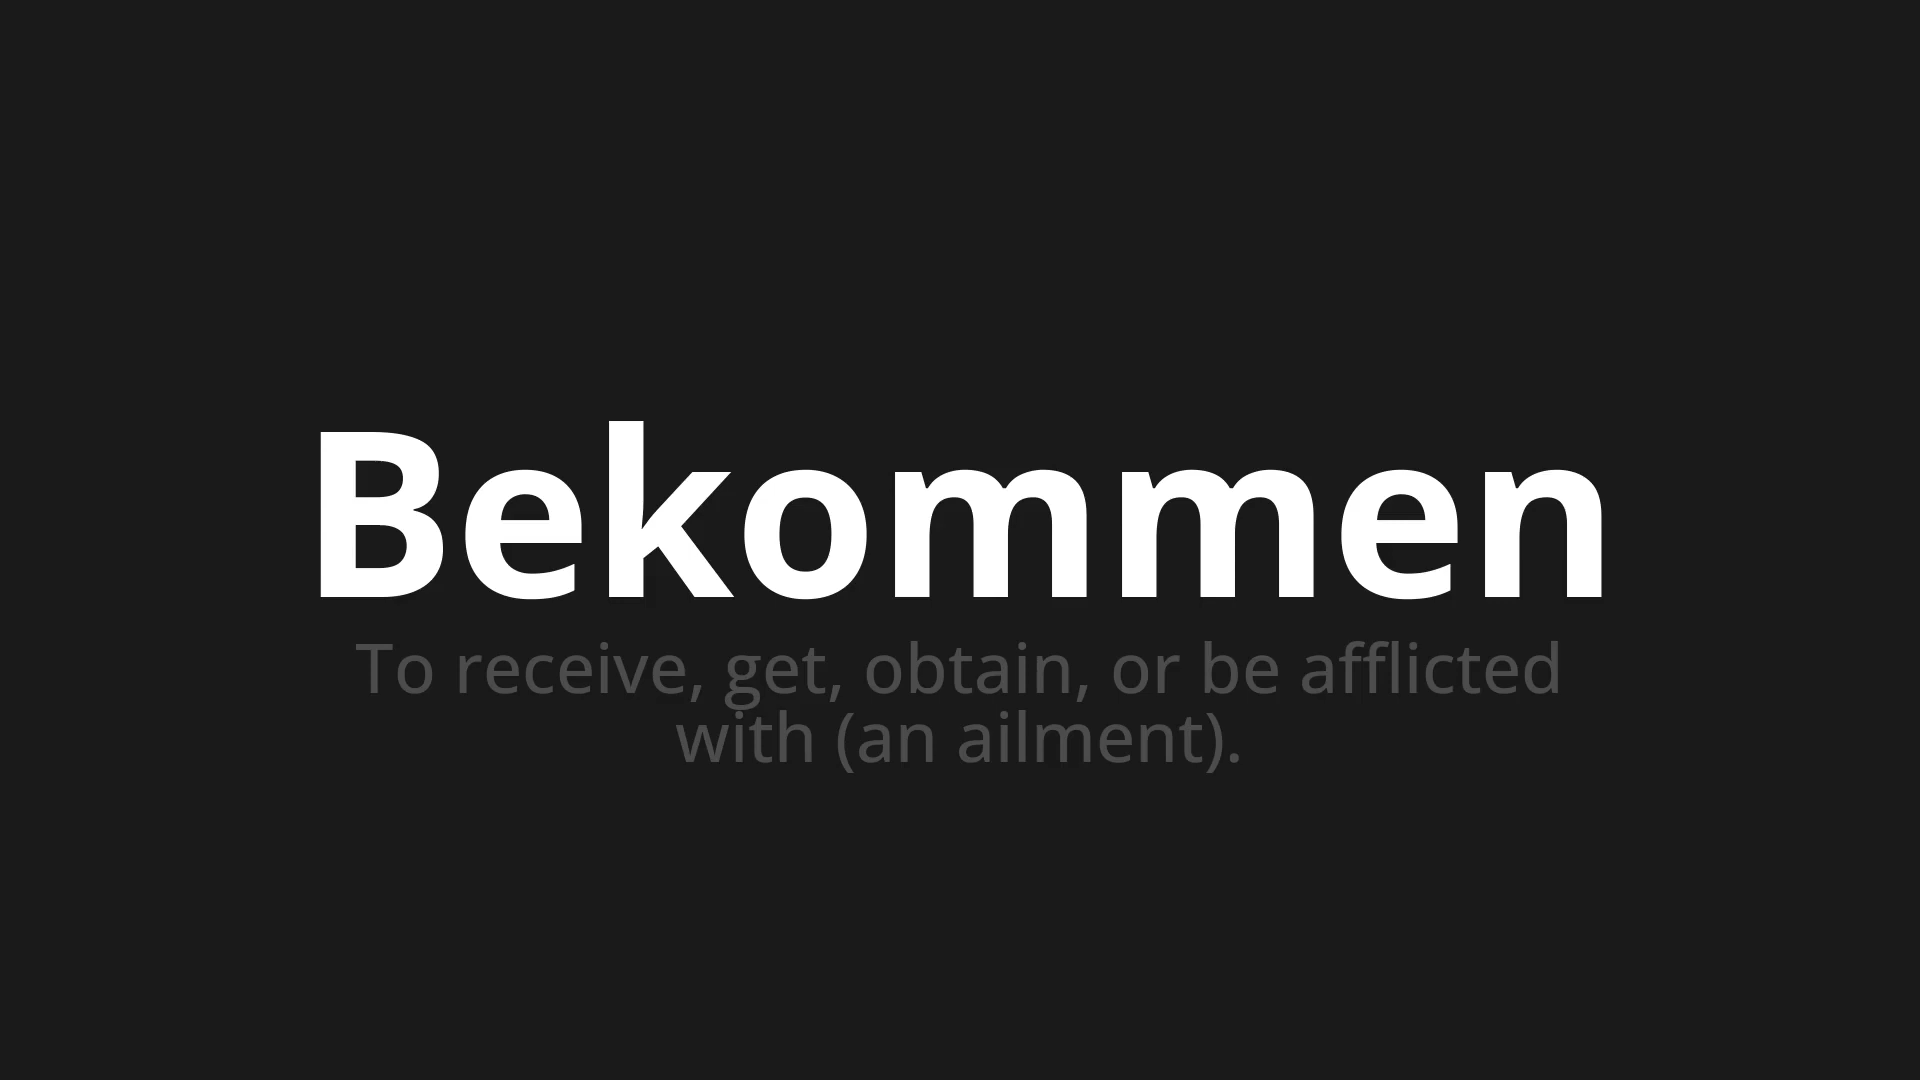 Bekommen
To receive, get, obtain, or be afflicted
with (an ailment).